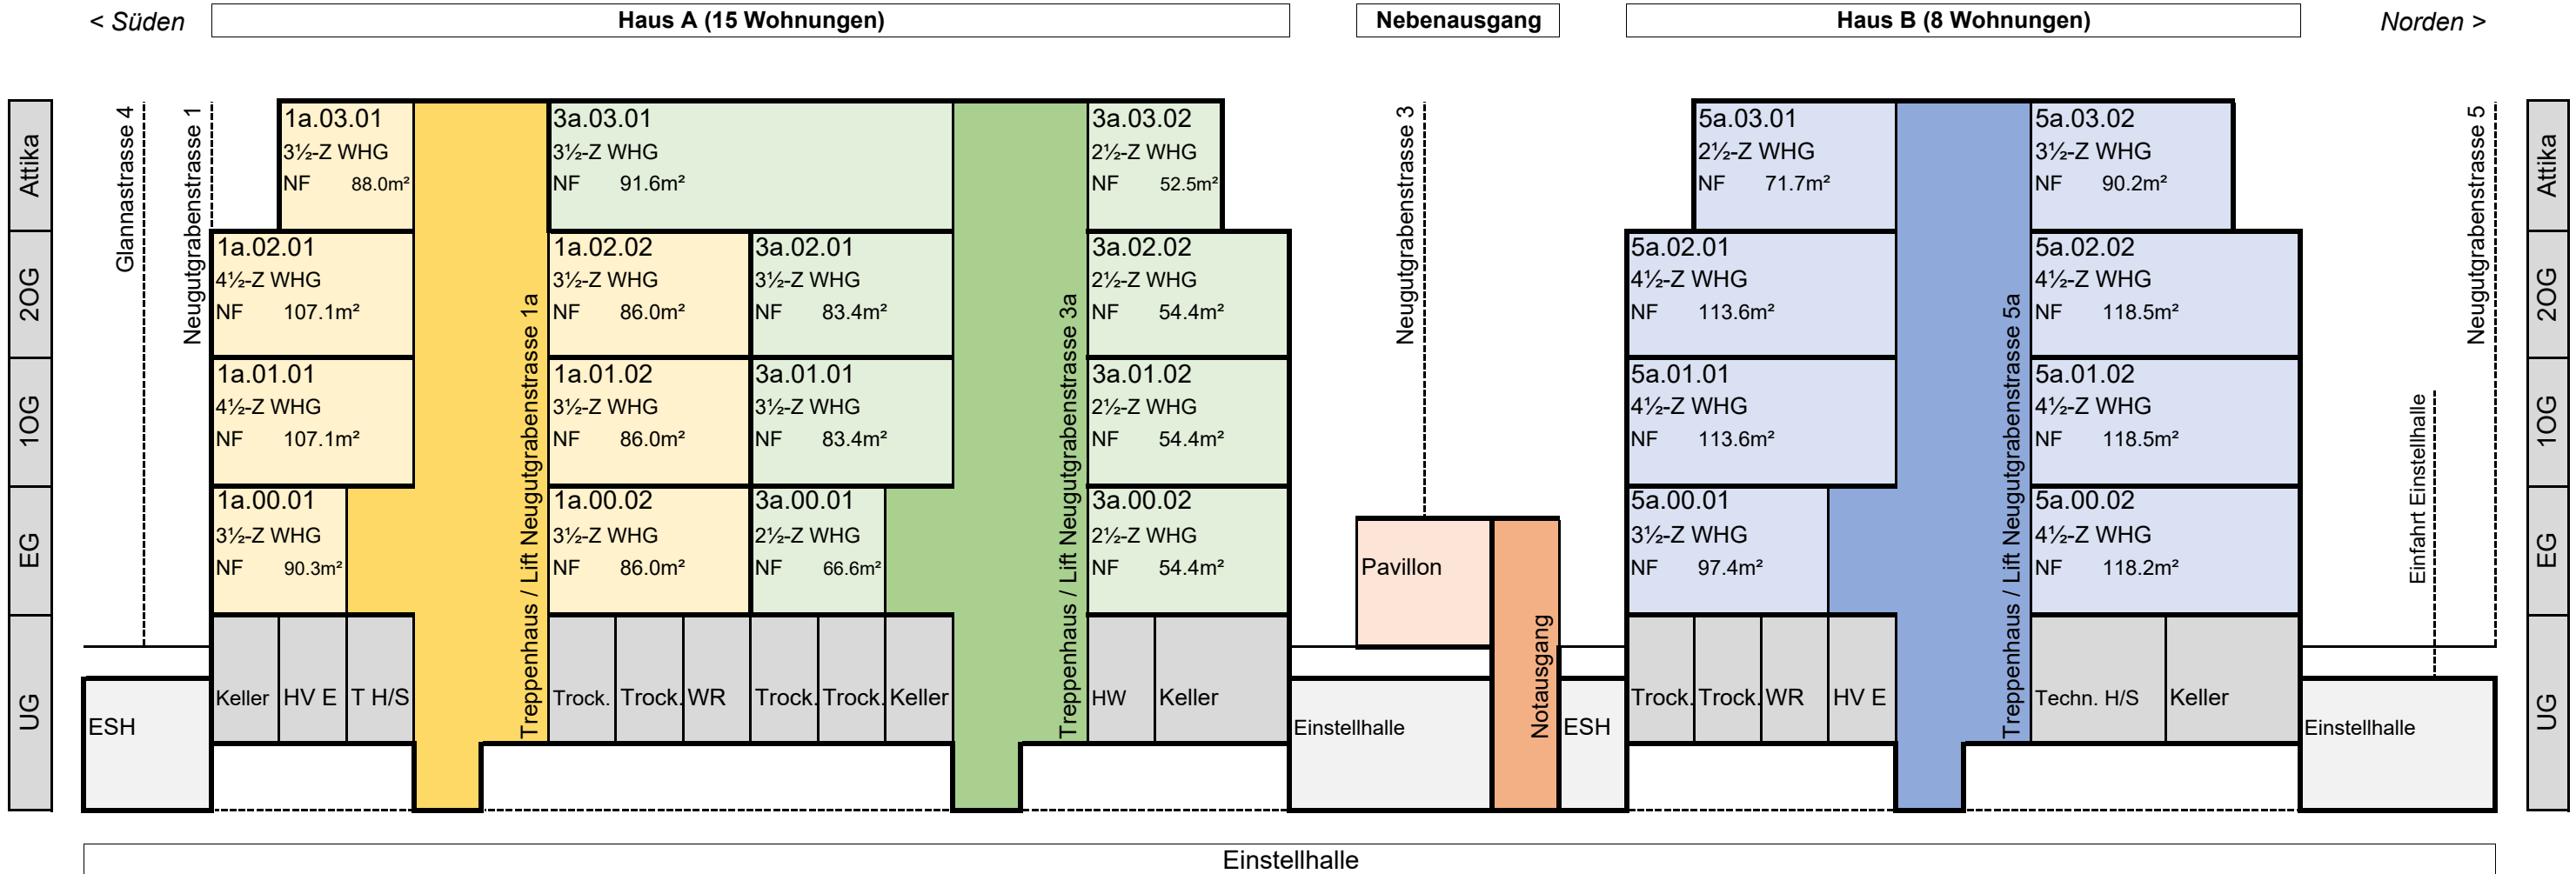 < Süden
Haus A (15 Wohnungen)
Nebenausgang
Haus B (8 Wohnungen)
Norden >
Attika
2OG
1OG
EG
UG
Glannastrasse 4
Neugutgrabenstrasse 1
1a.03.01
3½-Z WHG
NF 88.0m²
3a.03.01
3½-Z WHG
NF 91.6m²
3a.03.02
2½-Z WHG
NF 52.5m²
1a.02.01
4½-Z WHG
NF 107.1m²
1a.02.02
3½-Z WHG
NF 86.0m²
3a.02.01
3½-Z WHG
NF 83.4m²
3a.02.02
2½-Z WHG
NF 54.4m²
1a.01.01
4½-Z WHG
NF 107.1m²
1a.01.02
3½-Z WHG
NF 86.0m²
3a.01.01
3½-Z WHG
NF 83.4m²
3a.01.02
2½-Z WHG
NF 54.4m²
1a.00.01
3½-Z WHG
NF 90.3m²
1a.00.02
3½-Z WHG
NF 86.0m²
3a.00.01
2½-Z WHG
NF 66.6m²
3a.00.02
2½-Z WHG
NF 54.4m²
Treppenhaus / Lift Neugutgrabenstrasse 1a
Treppenhaus / Lift Neugutgrabenstrasse 3a
ESH
Keller
HV E
T H/S
Trock.
Trock.
WR
Trock.
Trock.
Keller
HW
Keller
Neugutgrabenstrasse 3
Pavillon
Notausgang
Einstellhalle
ESH
5a.03.01
2½-Z WHG
NF 71.7m²
5a.03.02
3½-Z WHG
NF 90.2m²
5a.02.01
4½-Z WHG
NF 113.6m²
5a.02.02
4½-Z WHG
NF 118.5m²
5a.01.01
4½-Z WHG
NF 113.6m²
5a.01.02
4½-Z WHG
NF 118.5m²
5a.00.01
3½-Z WHG
NF 97.4m²
5a.00.02
4½-Z WHG
NF 118.2m²
Treppenhaus / Lift Neugutgrabenstrasse 5a
Trock.
Trock.
WR
HV E
Techn. H/S
Keller
Einstellhalle
Einfahrt Einstellhalle
Neugutgrabenstrasse 5
Attika
2OG
1OG
EG
UG
Einstellhalle